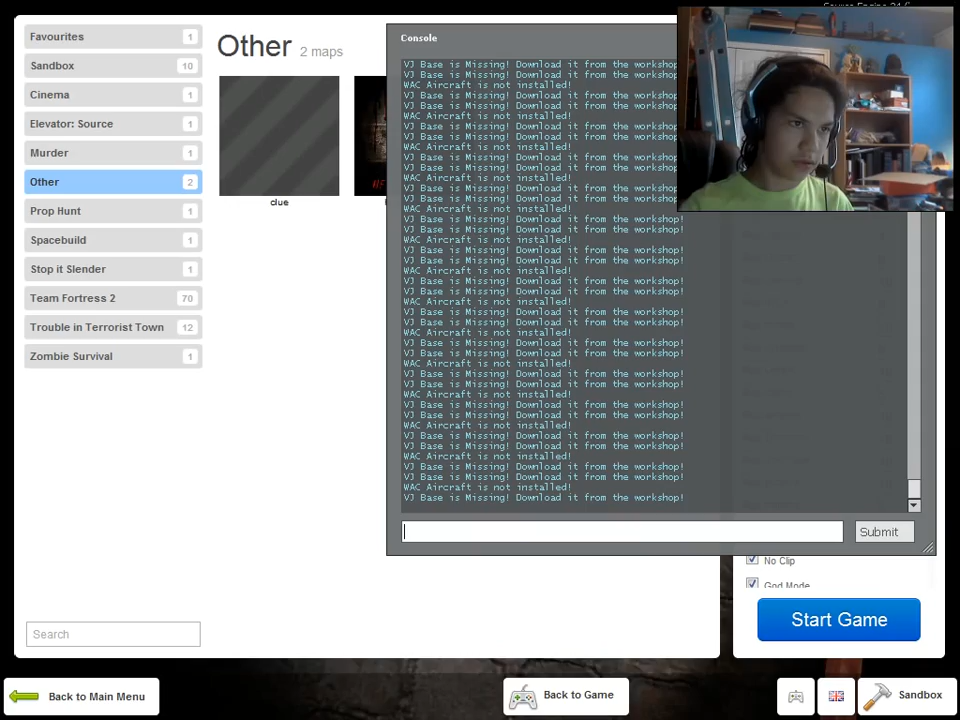 Favourites 1
Sandbox 10
Cinema 1
Elevator: Source 1
Murder 1
Other 2
Prop Hunt 1
Spacebuild 1
Stop it Slender 1
Team Fortress 2 70
Trouble in Terrorist Town 12
Zombie Survival 1
Search
Other 2 maps
clue
Console
VJ Base is Missing! Download it from the workshop
VJ Base is Missing! Download it from the workshop
WAC Aircraft is not installed!
VJ Base is Missing! Download it from the workshop
VJ Base is Missing! Download it from the workshop
WAC Aircraft is not installed!
VJ Base is Missing! Download it from the workshop
VJ Base is Missing! Download it from the workshop
WAC Aircraft is not installed!
VJ Base is Missing! Download it from the workshop
VJ Base is Missing! Download it from the workshop
WAC Aircraft is not installed!
VJ Base is Missing! Download it from the workshop
WAC Aircraft is not installed!
VJ Base is Missing! Download it from the workshop!
VJ Base is Missing! Download it from the workshop!
WAC Aircraft is not installed!
VJ Base is Missing! Download it from the workshop!
VJ Base is Missing! Download it from the workshop!
WAC Aircraft is not installed!
VJ Base is Missing! Download it from the workshop!
VJ Base is Missing! Download it from the workshop!
WAC Aircraft is not installed!
VJ Base is Missing! Download it from the workshop!
VJ Base is Missing! Download it from the workshop!
WAC Aircraft is not installed!
VJ Base is Missing! Download it from the workshop!
VJ Base is Missing! Download it from the workshop!
WAC Aircraft is not installed!
VJ Base is Missing! Download it from the workshop!
VJ Base is Missing! Download it from the workshop!
WAC Aircraft is not installed!
VJ Base is Missing! Download it from the workshop!
VJ Base is Missing! Download it from the workshop!
WAC Aircraft is not installed!
VJ Base is Missing! Download it from the workshop!
VJ Base is Missing! Download it from the workshop!
WAC Aircraft is not installed!
VJ Base is Missing! Download it from the workshop!
VJ Base is Missing! Download it from the workshop!
WAC Aircraft is not installed!
VJ Base is Missing! Download it from the workshop!
Submit
No Clip
God Mode
Start Game
Back to Main Menu
Back to Game
Sandbox